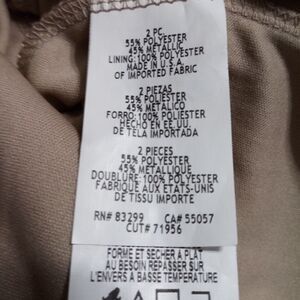 2 PC.
55% POLYESTER
45% METALLIC
LINING: 100% POLYESTER
MADE IN U.S.A.
OF IMPORTED FABRIC
2 PIEZAS
55% POLIESTER
45% METALICO
FORRO: 100% POLIESTER
HECHO EN EE. UU.
DE TELA IMPORTADA
2 PIECES
55% POLYESTER
45% METALLIQUE
DOUBLURE: 100% POLYESTER
FABRIQUE AUX ETATS-UNIS
DE TISSU IMPORTE
RN# 83299 CA# 55057
CUT# 71956
FORME ET SECHER A PLAT
AU BESOIN REPASSER SUR
L'ENVERS A BASSE TEMPERATURE